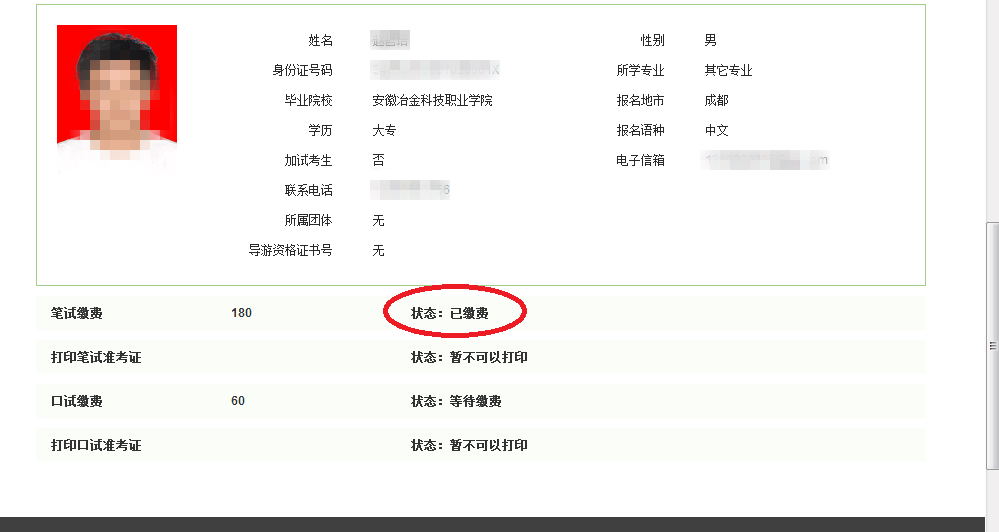 姓名 性别 男
身份证号码 所学专业 其它专业
毕业院校 安徽冶金科技职业学院 报名地市 成都
学历 大专 报名语种 中文
加试考生 否 电子信箱
联系电话
所属团体 无
导游资格证书号 无
笔试缴费 180 状态：已缴费
打印笔试准考证 状态：暂不可以打印
口试缴费 60 状态：等待缴费
打印口试准考证 状态：暂不可以打印